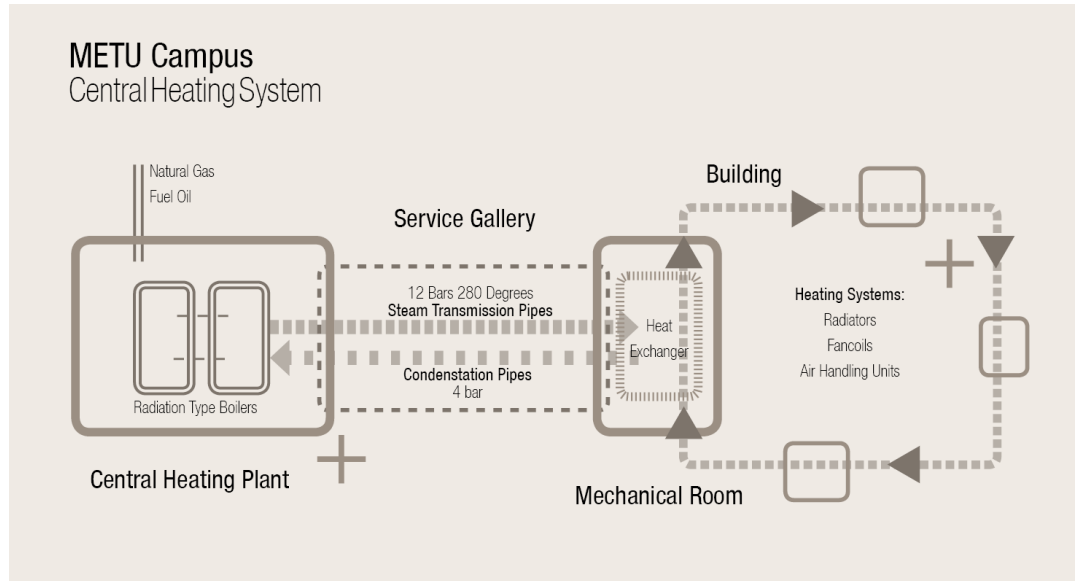 METU Campus
Central Heating System
Natural Gas
Fuel Oil
Building
Service Gallery
12 Bars 280 Degrees
Steam Transmission Pipes
Heating Systems:
Radiators
Fancoils
Air Handling Units
Heat
Exchanger
Condenstation Pipes
4 bar
Radiation Type Boilers
Central Heating Plant
Mechanical Room